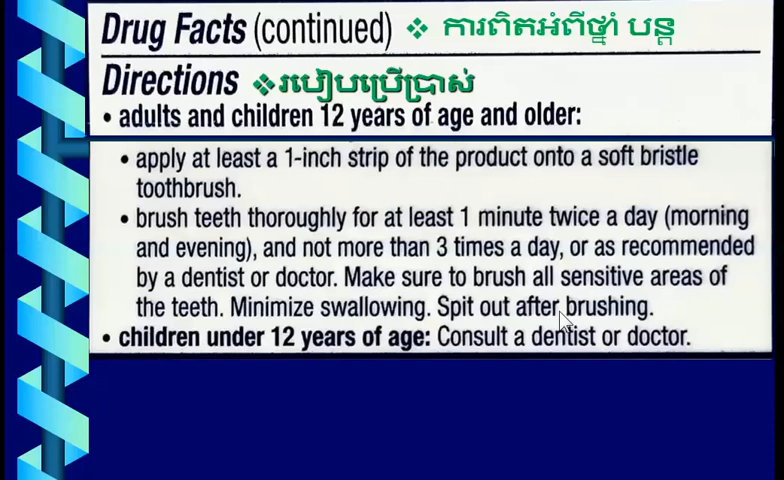 Drug Facts (continued) ❖ ការពិតអំពីថ្នាំ បន្ត
Directions ❖របៀបប្រើប្រាស់
• adults and children 12 years of age and older:
• apply at least a 1-inch strip of the product onto a soft bristle
toothbrush.
• brush teeth thoroughly for at least 1 minute twice a day (morning
and evening), and not more than 3 times a day, or as recommended
by a dentist or doctor. Make sure to brush all sensitive areas of
the teeth. Minimize swallowing. Spit out after brushing.
• children under 12 years of age: Consult a dentist or doctor.